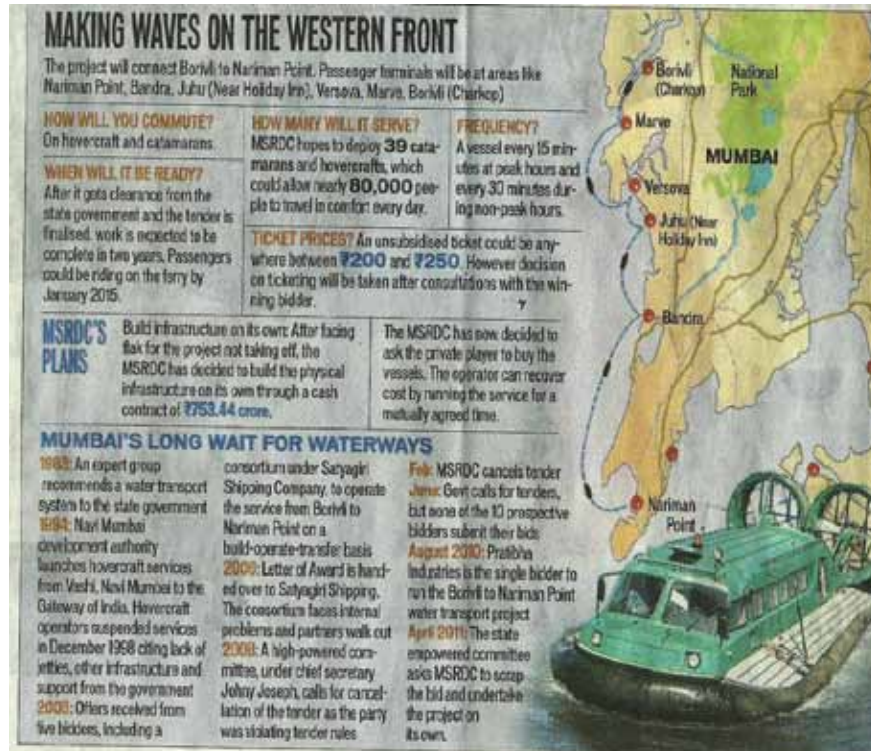 MAKING WAVES ON THE WESTERN FRONT
The project will connect Borivli to Nariman Point. Passenger terminals will be at areas like
Nariman Point, Bandra, Juhu (Near Holiday Inn), Versova, Marve, Borivli (Charkop)
HOW WILL YOU COMMUTE?
On hovercraft and catamarans
WHEN WILL IT BE READY?
After it gets clearance from the
state government and the tender is
finalised, work is expected to be
complete in two years. Passengers
could be riding on the ferry by
January 2015.
HOW MANY WILL IT SERVE?
MSRDC hopes to deploy 39 cata-
marans and hovercrafts, which
could allow nearly 80,000 peo-
ple to travel in comfort every day.
FREQUENCY?
A vessel every 15 min-
utes at peak hours and
every 30 minutes dur-
ing non-peak hours.
TICKET PRICES? An unsubsidised ticket could be any-
where between ₹200 and ₹250. However decision
on ticketing will be taken after consultations with the win-
ning bidder.
MSRDC'S
PLANS
Build infrastructure on its own: After facing
flak for the project not taking off, the
MSRDC has decided to build the physical
infrastructure on its own through a cash
contract of ₹753.44 crore.
The MSRDC has now decided to
ask the private player to buy the
vessels. The operator can recover
cost by running the service for a
mutually agreed time.
MUMBAI'S LONG WAIT FOR WATERWAYS
An expert group
recommends a water transport
system to the state government
1994: Navi Mumbai
development authority
launches hovercraft services
from Vashi, Navi Mumbai to the
Gateway of India. Hovercraft
operators suspended services
in December 1998 citing lack of
jetties, other infrastructure and
support from the government
Offers received from
five bidders, including a
consortium under Satyagiri
Shipping Company, to operate
the service from Borivli to
Nariman Point on a
build-operate-transfer basis
Letter of Award is hand-
ed over to Satyagiri Shipping.
The consortium faces internal
problems and partners walk out
A high-powered com-
mittee, under chief secretary
Johny Joseph, calls for cancel-
lation of the tender as the party
was violating tender rules
Feb: MSRDC cancels tender
June: Govt calls for tenders,
but none of the 10 prospective
bidders submit their bids
August 2010: Pratibha
Industries is the single bidder to
run the Borivli to Nariman Point
water transport project
April 2011: The state
empowered committee
asks MSRDC to scrap
the bid and undertake
the project on
its own.
Borivli
(Charkop)
National
Park
Marve
MUMBAI
Versova
Juhu (Near
Holiday Inn)
Bandra
Nariman
Point